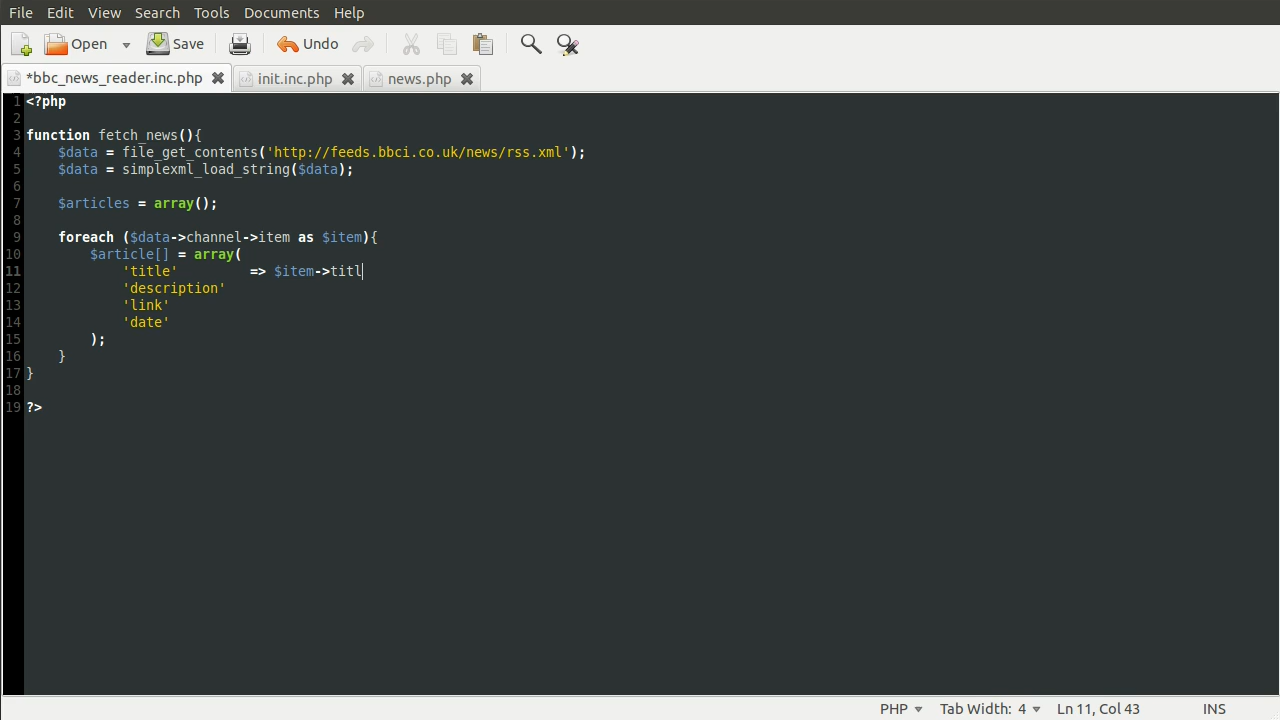 File Edit View Search Tools Documents Help
Open Save Undo
*bbc_news_reader.inc.php init.inc.php news.php
1 <?php
2
3 function fetch_news(){
4 $data = file_get_contents('http://feeds.bbci.co.uk/news/rss.xml');
5 $data = simplexml_load_string($data);
6
7 $articles = array();
8
9 foreach ($data->channel->item as $item){
10 $article[] = array(
11 'title' => $item->titl
12 'description'
13 'link'
14 'date'
15 );
16 }
17 }
18
19 ?>
PHP Tab Width: 4 Ln 11, Col 43 INS